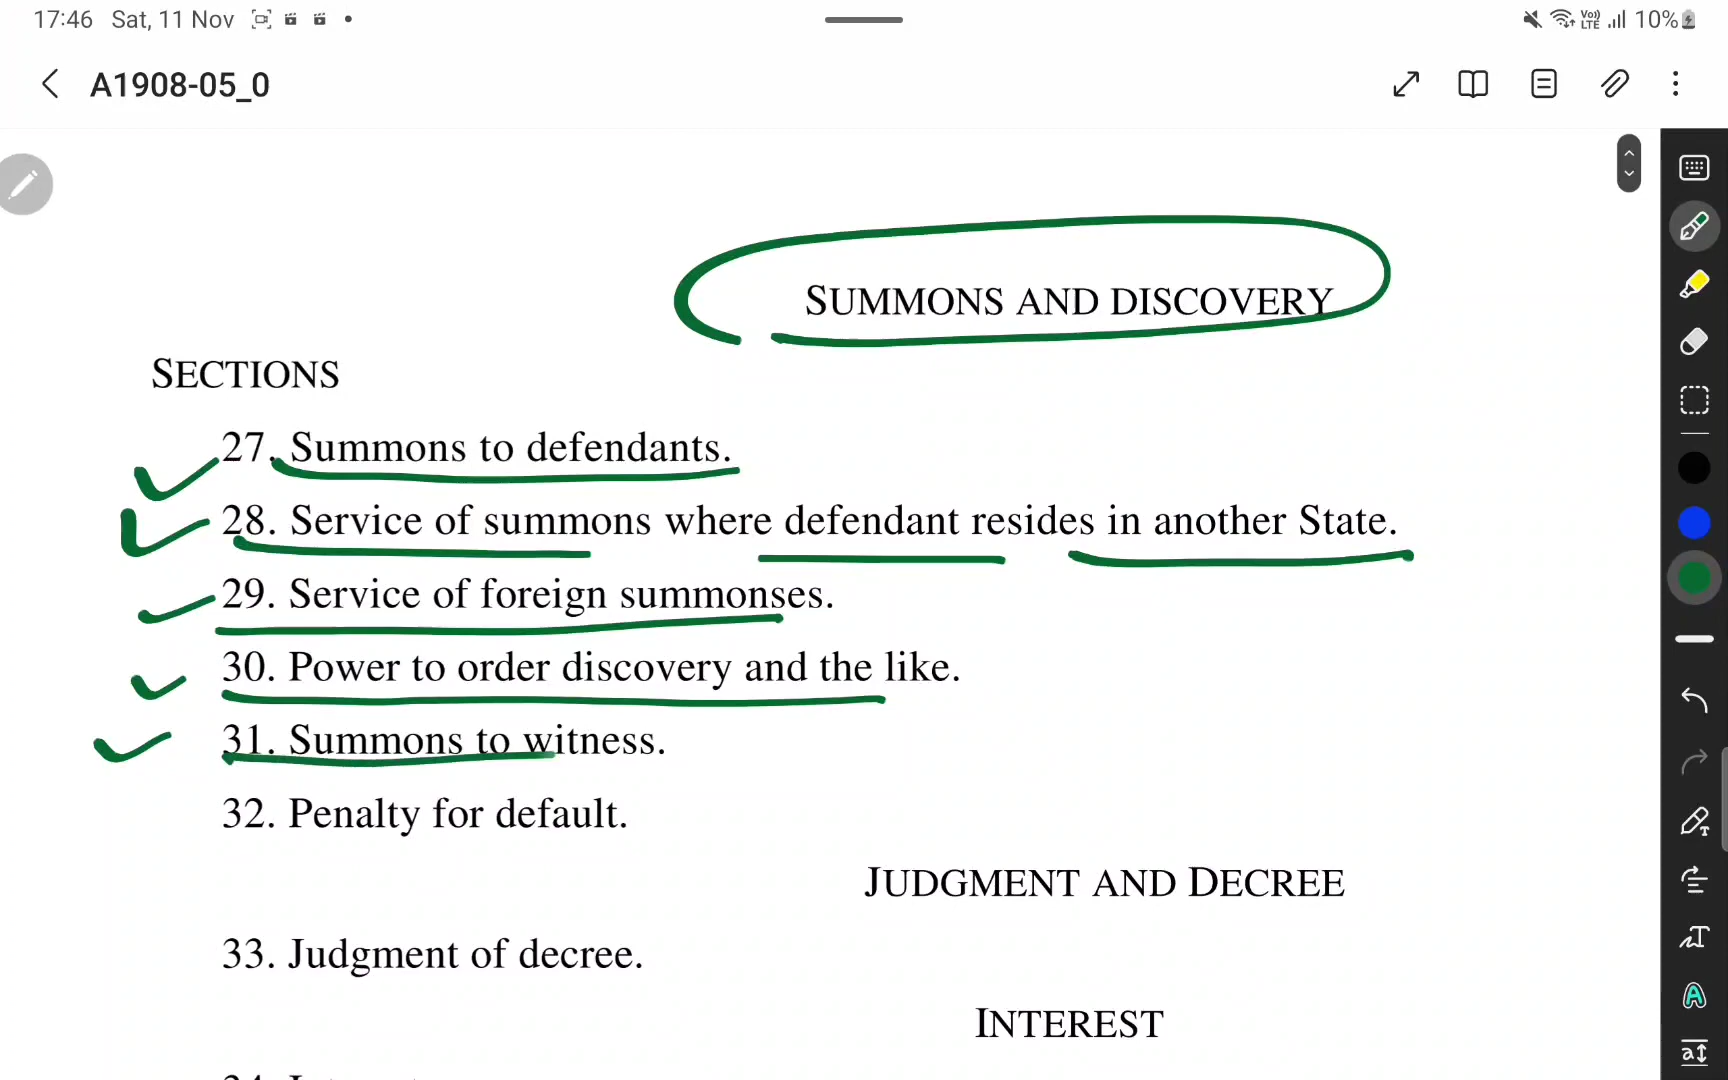 17:46 Sat, 11 Nov
Vo)) LTE 10%
A1908-05_0
SUMMONS AND DISCOVERY
SECTIONS
27. Summons to defendants.
28. Service of summons where defendant resides in another State.
29. Service of foreign summonses.
30. Power to order discovery and the like.
31. Summons to witness.
32. Penalty for default.
JUDGMENT AND DECREE
33. Judgment of decree.
INTEREST